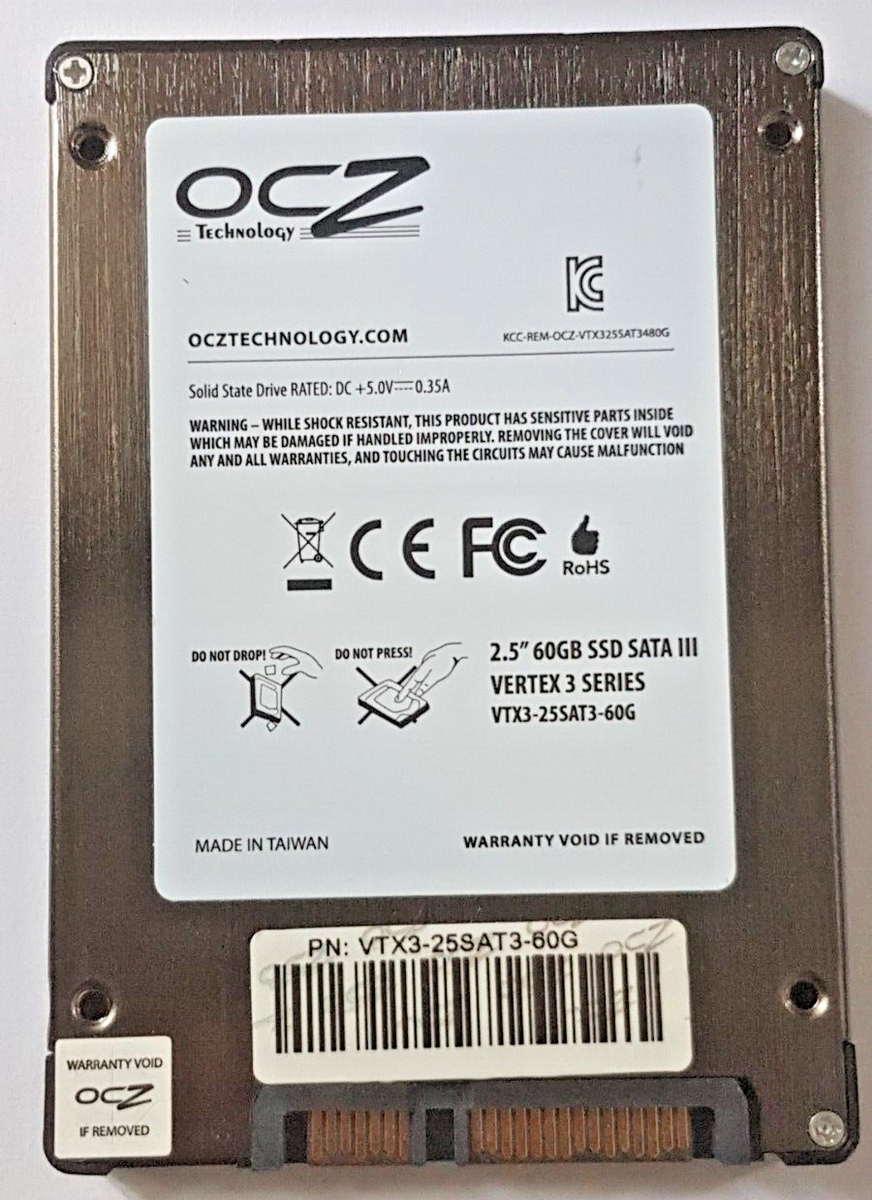 OCZ
Technology
KC
OCZTECHNOLOGY.COM
KCC-REM-OCZ-VTX325SAT3480G
Solid State Drive RATED: DC +5.0V⎓0.35A
WARNING – WHILE SHOCK RESISTANT, THIS PRODUCT HAS SENSITIVE PARTS INSIDE
WHICH MAY BE DAMAGED IF HANDLED IMPROPERLY. REMOVING THE COVER WILL VOID
ANY AND ALL WARRANTIES, AND TOUCHING THE CIRCUITS MAY CAUSE MALFUNCTION
CE FC RoHS
DO NOT DROP! DO NOT PRESS!
2.5” 60GB SSD SATA III
VERTEX 3 SERIES
VTX3-25SAT3-60G
MADE IN TAIWAN WARRANTY VOID IF REMOVED
PN: VTX3-25SAT3-60G
WARRANTY VOID
OCZ
IF REMOVED